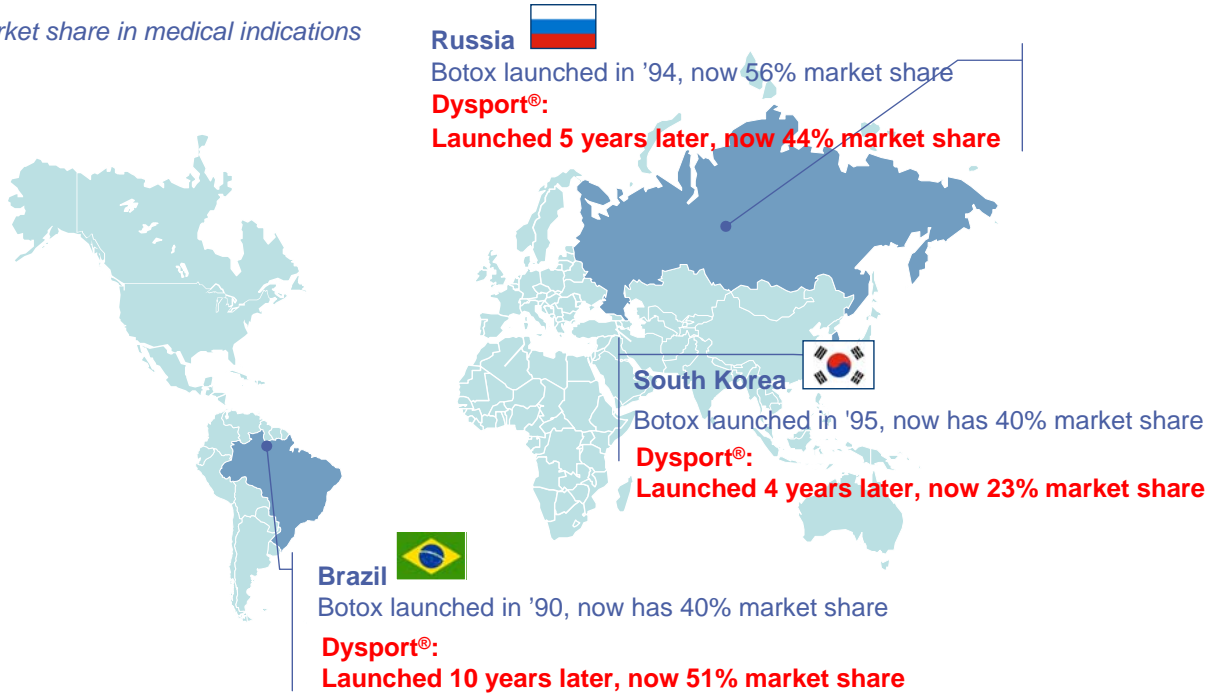 market share in medical indications
Russia
Botox launched in ’94, now 56% market share
Dysport®:
Launched 5 years later, now 44% market share
South Korea
Botox launched in '95, now has 40% market share
Dysport®:
Launched 4 years later, now 23% market share
Brazil
Botox launched in ’90, now has 40% market share
Dysport®:
Launched 10 years later, now 51% market share